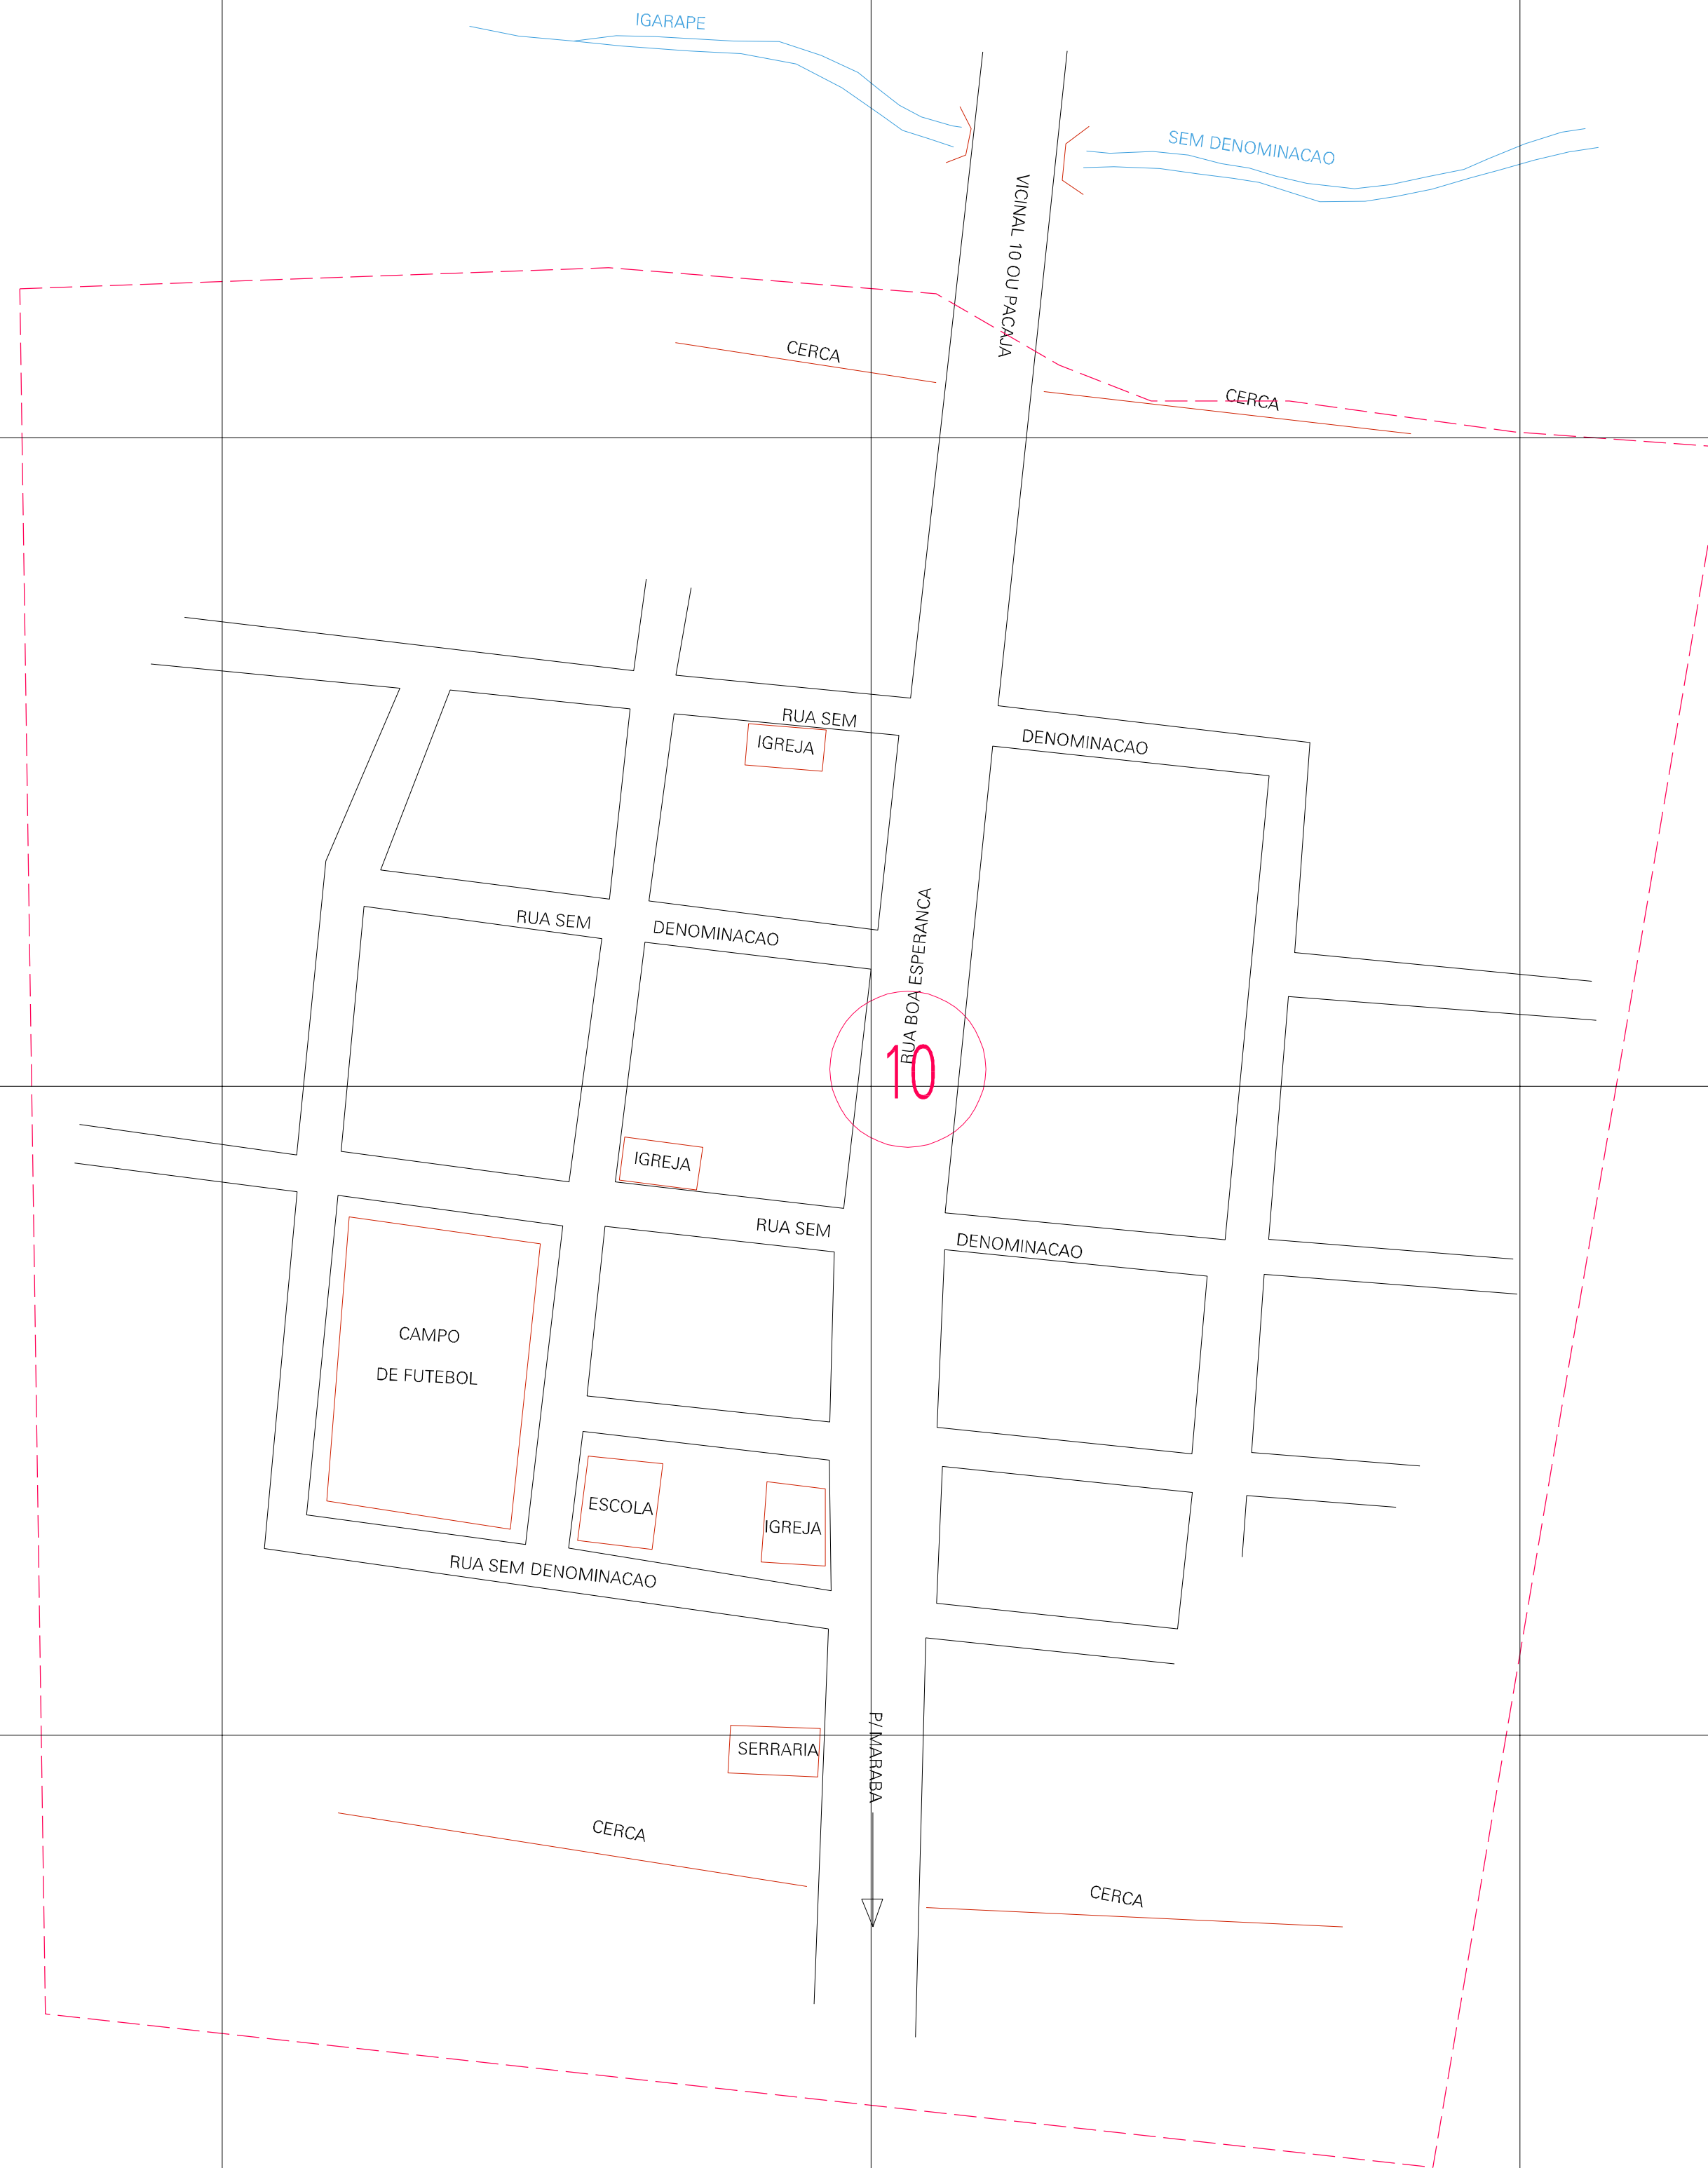 IGARAPE
SEM DENOMINACAO
VICINAL 10 OU PACAJA
CERCA
CERCA
RUA SEM
DENOMINACAO
IGREJA
RUA SEM
DENOMINACAO
RUA BOA ESPERANCA
10
IGREJA
RUA SEM
DENOMINACAO
CAMPO
DE FUTEBOL
ESCOLA
IGREJA
RUA SEM DENOMINACAO
P/ MARABA
SERRARIA
CERCA
CERCA